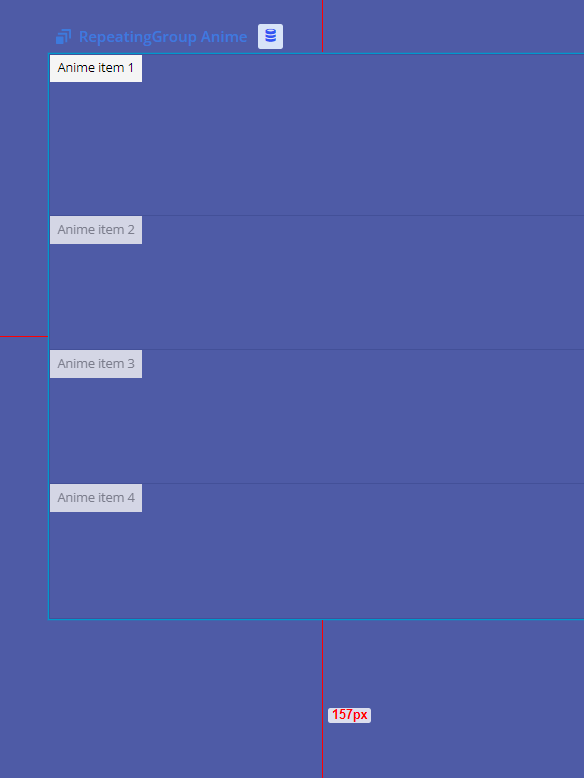 RepeatingGroup Anime
Anime item 1
Anime item 2
Anime item 3
Anime item 4
157px